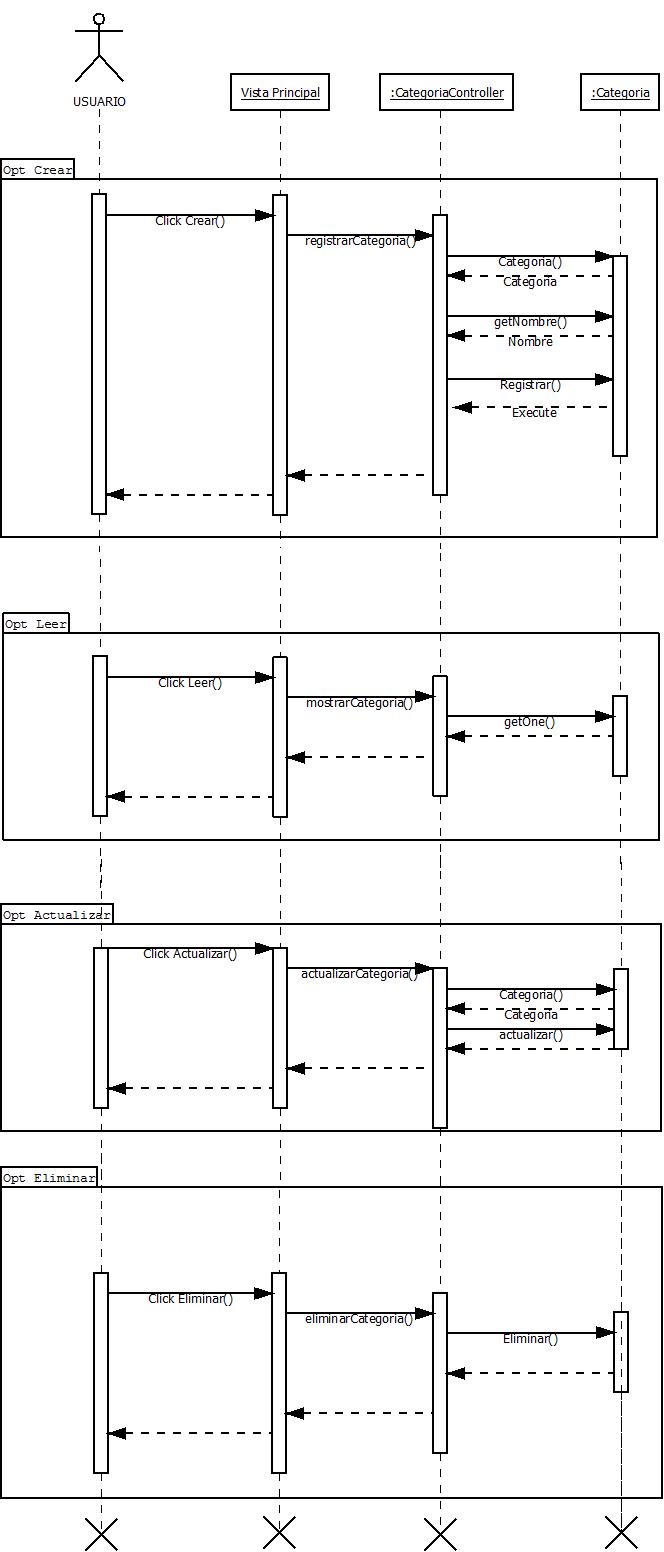 USUARIO
Vista Principal
:CategoriaController
:Categoria
Opt Crear
Click Crear()
registrarCategoria()
Categoria()
Categoria
getNombre()
Nombre
Registrar()
Execute
Opt Leer
Click Leer()
mostrarCategoria()
getOne()
Opt Actualizar
Click Actualizar()
actualizarCategoria()
Categoria()
Categoria
actualizar()
Opt Eliminar
Click Eliminar()
eliminarCategoria()
Eliminar()